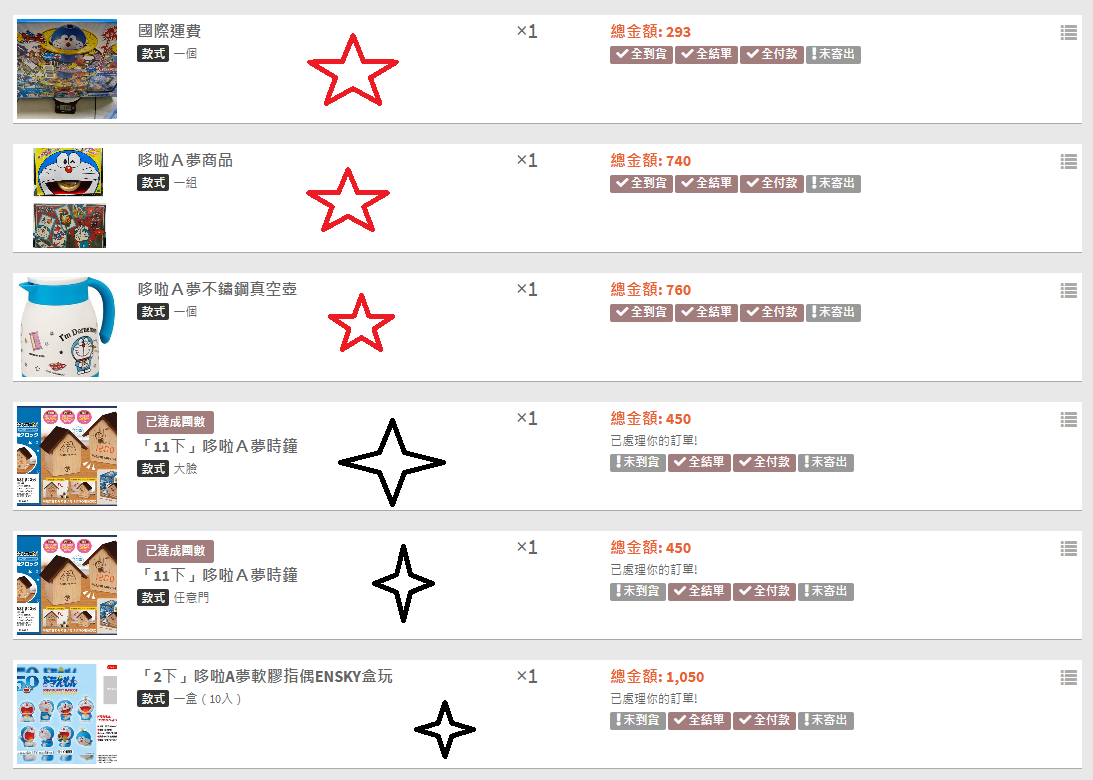 國際運費
×1
總金額: 293
款式 一個
全到貨 全結單 全付款 !未寄出
哆啦Ａ夢商品
×1
總金額: 740
款式 一組
全到貨 全結單 全付款 !未寄出
哆啦Ａ夢不鏽鋼真空壺
×1
總金額: 760
款式 一個
全到貨 全結單 全付款 !未寄出
I'm Doraemon
已達成團數
×1
總金額: 450
「11下」哆啦Ａ夢時鐘
已處理你的訂單!
款式 大臉
!未到貨 全結單 全付款 !未寄出
已達成團數
×1
總金額: 450
「11下」哆啦Ａ夢時鐘
已處理你的訂單!
款式 任意門
!未到貨 全結單 全付款 !未寄出
「2下」哆啦A夢軟膠指偶ENSKY盒玩
×1
總金額: 1,050
款式 一盒 ( 10入 )
已處理你的訂單!
!未到貨 全結單 全付款 !未寄出
50